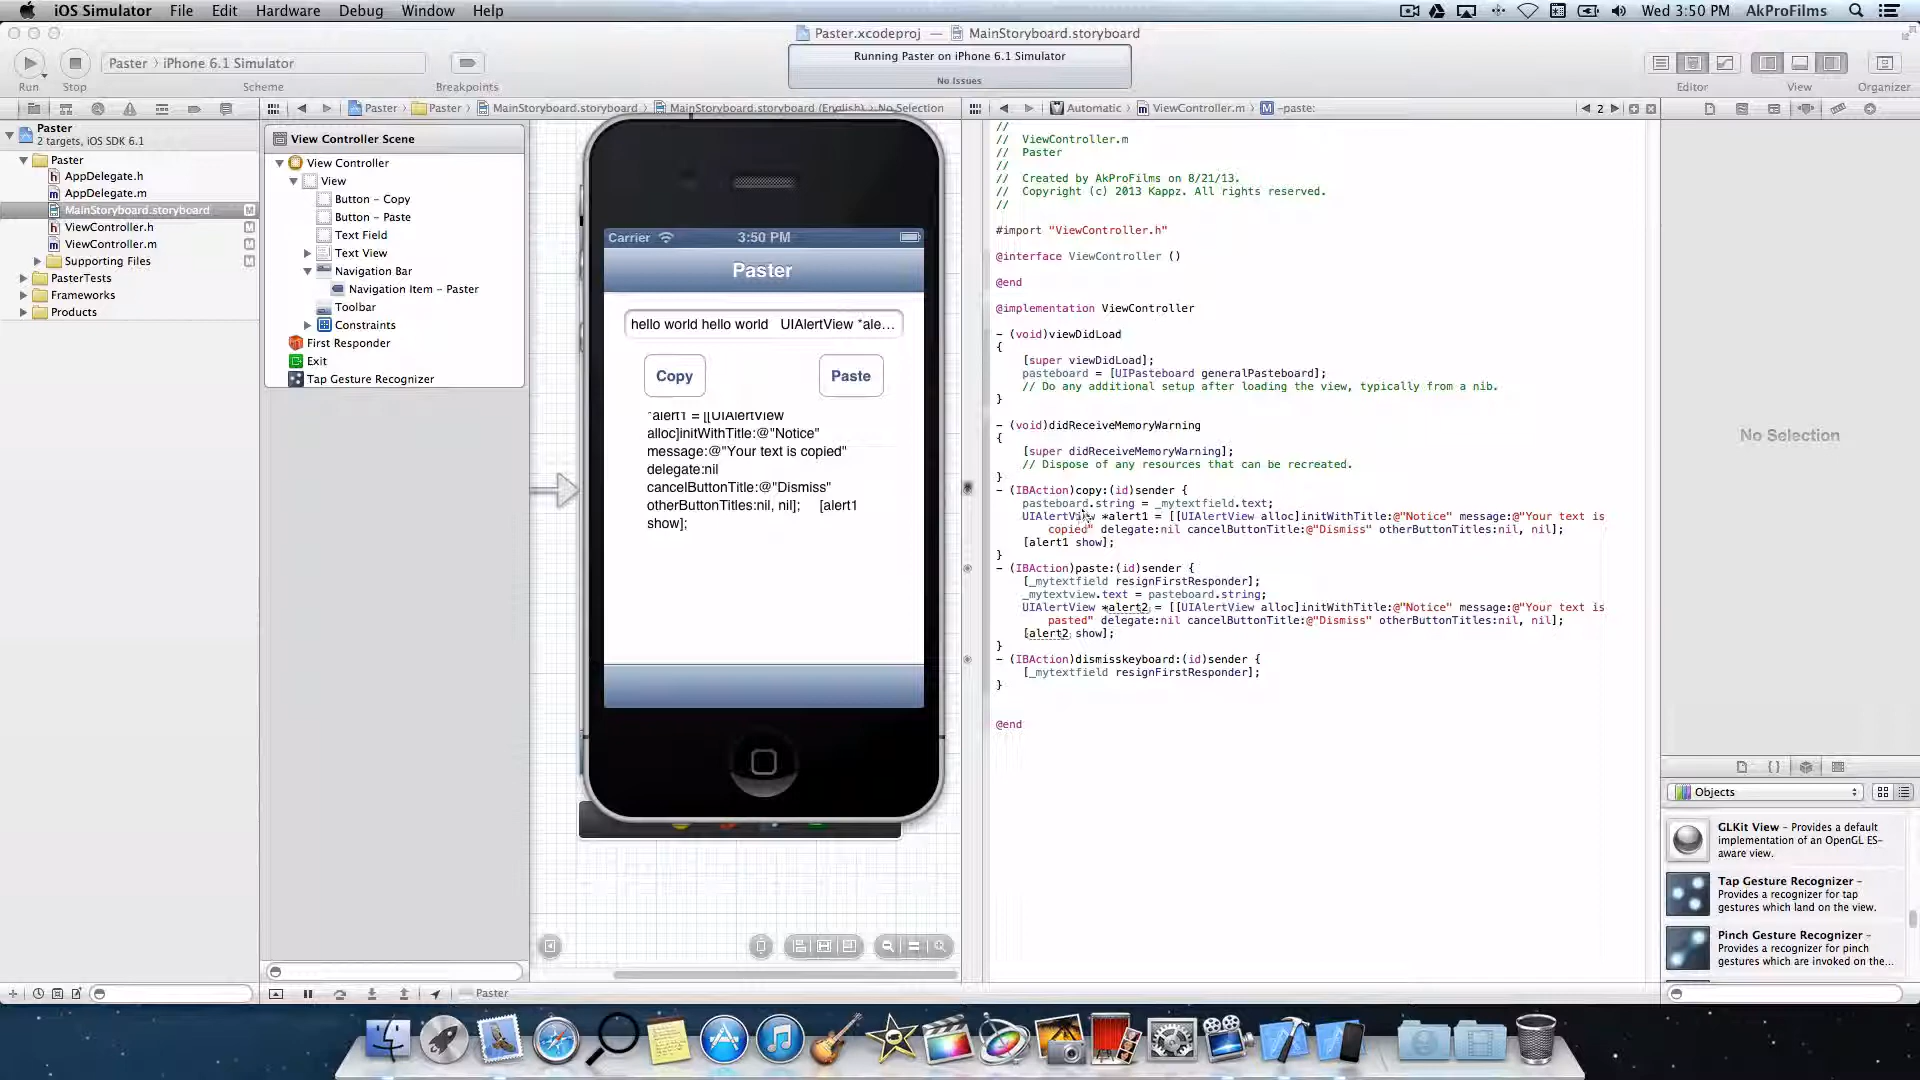 iOS Simulator File Edit Hardware Debug Window Help Wed 3:50 PM AkProFilms
Paster.xcodeproj — MainStoryboard.storyboard
Running Paster on iPhone 6.1 Simulator
No Issues
Paster › iPhone 6.1 Simulator
Run Stop Scheme Breakpoints Editor View Organizer
Paster › Paster › MainStoryboard.storyboard › MainStoryboard.storyboard (English) › No Selection
Automatic › ViewController.m › -paste:
2
Paster
2 targets, iOS SDK 6.1
Paster
AppDelegate.h
AppDelegate.m
MainStoryboard.storyboard M
ViewController.h M
ViewController.m M
Supporting Files M
PasterTests
Frameworks
Products
View Controller Scene
View Controller
View
Button – Copy
Button – Paste
Text Field
Text View
Navigation Bar
Navigation Item – Paster
Toolbar
Constraints
First Responder
Exit
Tap Gesture Recognizer
Carrier 3:50 PM
Paster
hello world hello world UIAlertView *ale...
Copy Paste
*alert1 = [[UIAlertView
alloc]initWithTitle:@"Notice"
message:@"Your text is copied"
delegate:nil
cancelButtonTitle:@"Dismiss"
otherButtonTitles:nil, nil]; [alert1
show];
//
// ViewController.m
// Paster
//
// Created by AkProFilms on 8/21/13.
// Copyright (c) 2013 Kappz. All rights reserved.
//
#import "ViewController.h"
@interface ViewController ()
@end
@implementation ViewController
- (void)viewDidLoad
{
[super viewDidLoad];
pasteboard = [UIPasteboard generalPasteboard];
// Do any additional setup after loading the view, typically from a nib.
}
- (void)didReceiveMemoryWarning
{
[super didReceiveMemoryWarning];
// Dispose of any resources that can be recreated.
}
- (IBAction)copy:(id)sender {
pasteboard.string = _mytextfield.text;
UIAlertView *alert1 = [[UIAlertView alloc]initWithTitle:@"Notice" message:@"Your text is
copied" delegate:nil cancelButtonTitle:@"Dismiss" otherButtonTitles:nil, nil];
[alert1 show];
}
- (IBAction)paste:(id)sender {
[_mytextfield resignFirstResponder];
_mytextview.text = pasteboard.string;
UIAlertView *alert2 = [[UIAlertView alloc]initWithTitle:@"Notice" message:@"Your text is
pasted" delegate:nil cancelButtonTitle:@"Dismiss" otherButtonTitles:nil, nil];
[alert2 show];
}
- (IBAction)dismisskeyboard:(id)sender {
[_mytextfield resignFirstResponder];
}
@end
No Selection
Objects
GLKit View – Provides a default
implementation of an OpenGL ES-
aware view.
Tap Gesture Recognizer –
Provides a recognizer for tap
gestures which land on the view.
Pinch Gesture Recognizer –
Provides a recognizer for pinch
gestures which are invoked on the...
Paster